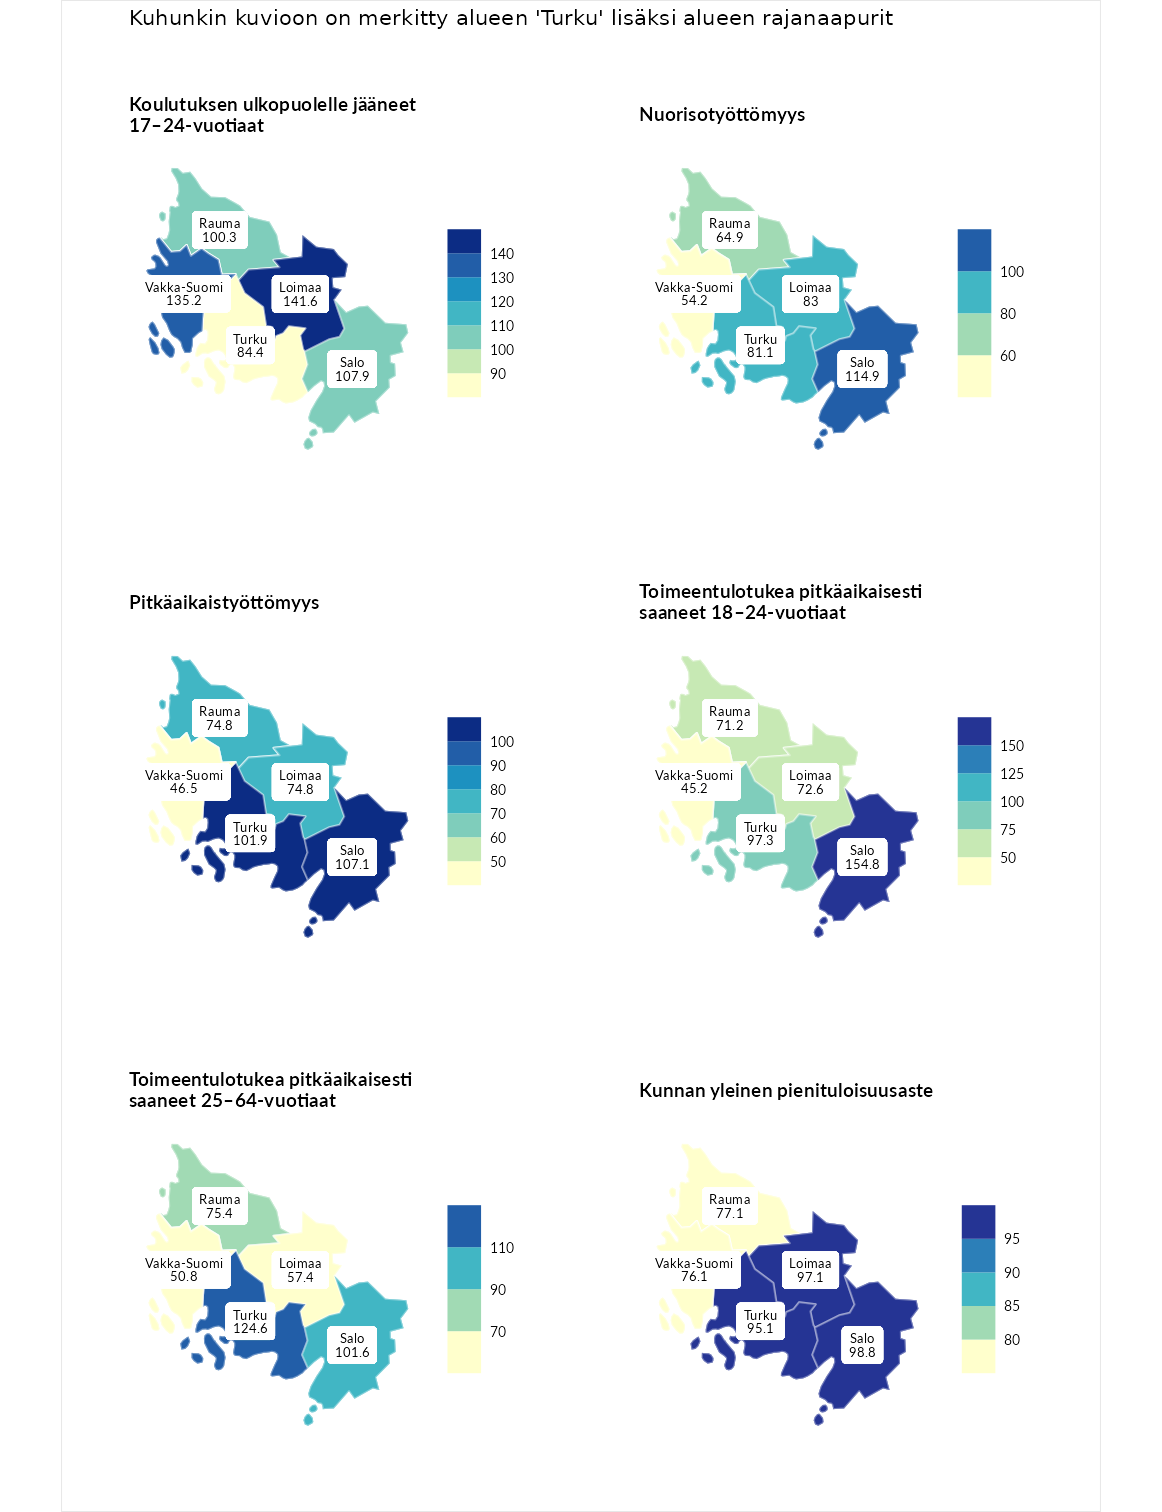 Kuhunkin kuvioon on merkitty alueen 'Turku' lisäksi alueen rajanaapurit
Koulutuksen ulkopuolelle jääneet
17–24-vuotiaat
Rauma
100.3
Vakka-Suomi
135.2
Loimaa
141.6
Turku
84.4
Salo
107.9
140
130
120
110
100
90
Nuorisotyöttömyys
Rauma
64.9
Vakka-Suomi
54.2
Loimaa
83
Turku
81.1
Salo
114.9
100
80
60
Pitkäaikaistyöttömyys
Rauma
74.8
Vakka-Suomi
46.5
Loimaa
74.8
Turku
101.9
Salo
107.1
100
90
80
70
60
50
Toimeentulotukea pitkäaikaisesti
saaneet 18–24-vuotiaat
Rauma
71.2
Vakka-Suomi
45.2
Loimaa
72.6
Turku
97.3
Salo
154.8
150
125
100
75
50
Toimeentulotukea pitkäaikaisesti
saaneet 25–64-vuotiaat
Rauma
75.4
Vakka-Suomi
50.8
Loimaa
57.4
Turku
124.6
Salo
101.6
110
90
70
Kunnan yleinen pienituloisuusaste
Rauma
77.1
Vakka-Suomi
76.1
Loimaa
97.1
Turku
95.1
Salo
98.8
95
90
85
80